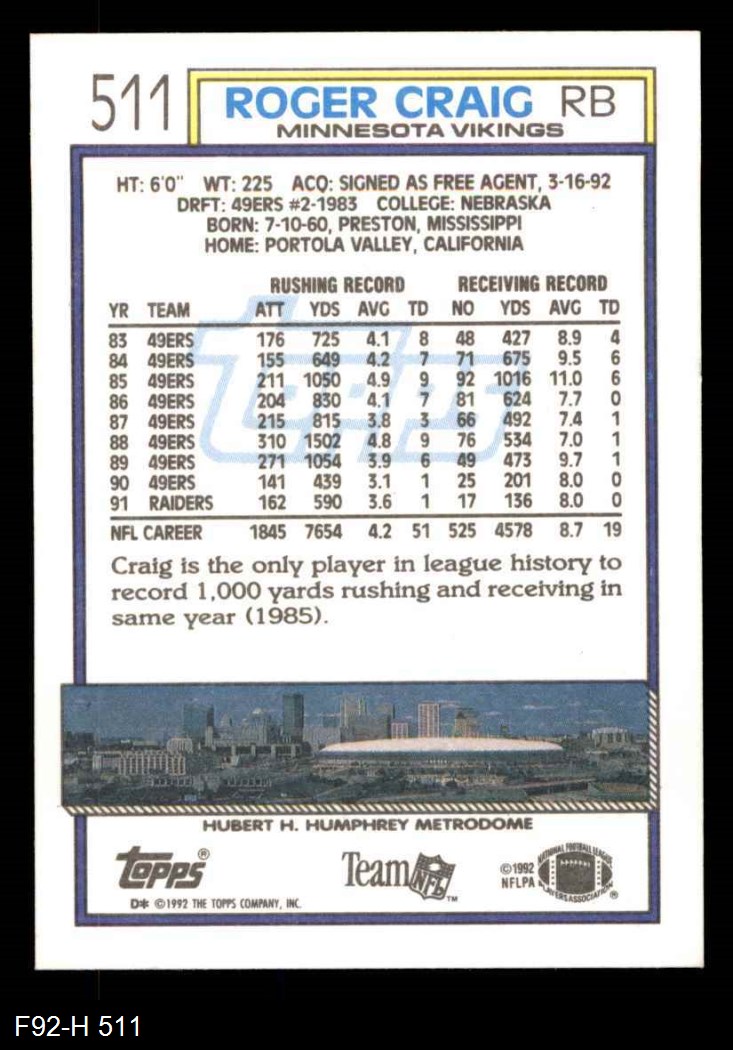 511 ROGER CRAIG RB
MINNESOTA VIKINGS
HT: 6'0" WT: 225 ACQ: SIGNED AS FREE AGENT, 3-16-92
DRFT: 49ERS #2-1983 COLLEGE: NEBRASKA
BORN: 7-10-60, PRESTON, MISSISSIPPI
HOME: PORTOLA VALLEY, CALIFORNIA
RUSHING RECORD RECEIVING RECORD
YR TEAM ATT YDS AVG TD NO YDS AVG TD
83 49ERS 176 725 4.1 8 48 427 8.9 4
84 49ERS 155 649 4.2 7 71 675 9.5 6
85 49ERS 211 1050 4.9 9 92 1016 11.0 6
86 49ERS 204 830 4.1 7 81 624 7.7 0
87 49ERS 215 815 3.8 3 66 492 7.4 1
88 49ERS 310 1502 4.8 9 76 534 7.0 1
89 49ERS 271 1054 3.9 6 49 473 9.7 1
90 49ERS 141 439 3.1 1 25 201 8.0 0
91 RAIDERS 162 590 3.6 1 17 136 8.0 0
NFL CAREER 1845 7654 4.2 51 525 4578 8.7 19
Topps
Craig is the only player in league history to
record 1,000 yards rushing and receiving in
same year (1985).
HUBERT H. HUMPHREY METRODOME
Topps® Team NFL™ ©1992
NFLPA
NATIONAL FOOTBALL LEAGUE
PLAYERS ASSOCIATION ®
D* ©1992 THE TOPPS COMPANY, INC.
F92-H 511